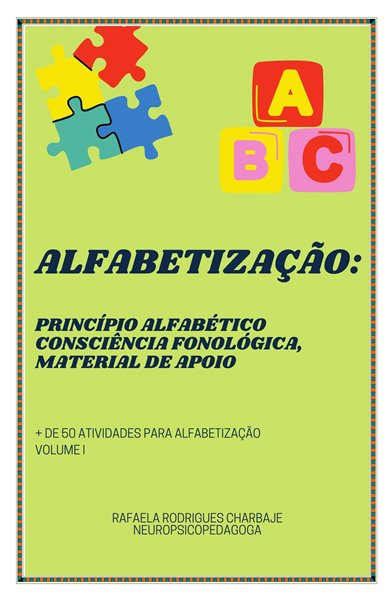 A
B C
ALFABETIZAÇÃO:
PRINCÍPIO ALFABÉTICO
CONSCIÊNCIA FONOLÓGICA,
MATERIAL DE APOIO
+ DE 50 ATIVIDADES PARA ALFABETIZAÇÃO
VOLUME I
RAFAELA RODRIGUES CHARBAJE
NEUROPSICOPEDAGOGA